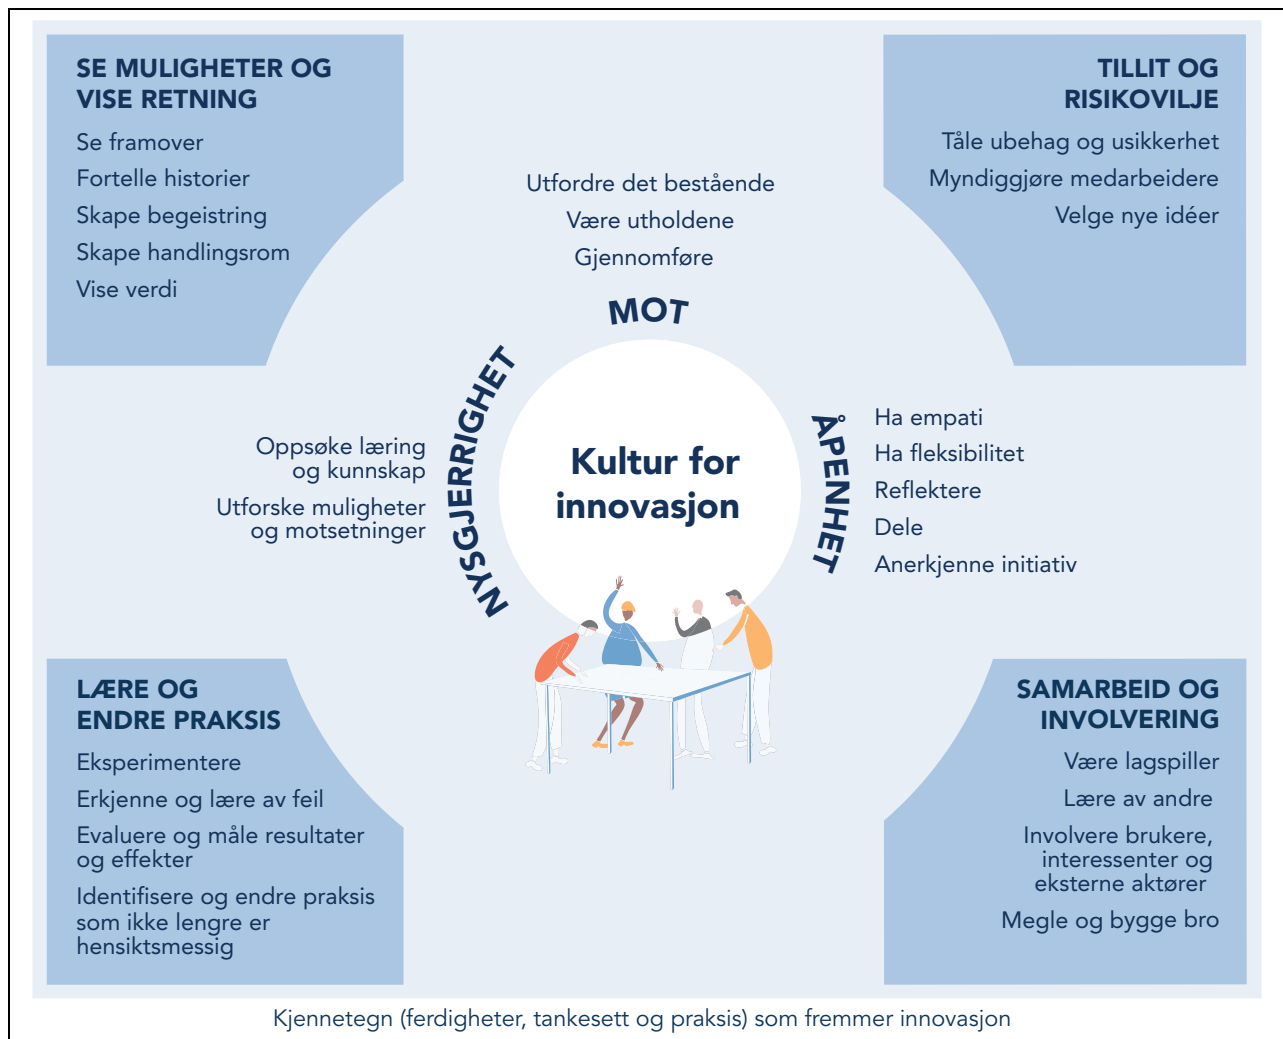 SE MULIGHETER OG
VISE RETNING
Se framover
Fortelle historier
Skape begeistring
Skape handlingsrom
Vise verdi
TILLIT OG
RISIKOVILJE
Tåle ubehag og usikkerhet
Myndiggjøre medarbeidere
Velge nye idéer
Utfordre det bestående
Være utholdene
Gjennomføre
MOT
NYSGJERRIGHET
Oppsøke læring
og kunnskap
Utforske muligheter
og motsetninger
Kultur for
innovasjon
ÅPENHET
Ha empati
Ha fleksibilitet
Reflektere
Dele
Anerkjenne initiativ
LÆRE OG
ENDRE PRAKSIS
Eksperimentere
Erkjenne og lære av feil
Evaluere og måle resultater
og effekter
Identifisere og endre praksis
som ikke lengre er
hensiktsmessig
SAMARBEID OG
INVOLVERING
Være lagspiller
Lære av andre
Involvere brukere,
interessenter og
eksterne aktører
Megle og bygge bro
Kjennetegn (ferdigheter, tankesett og praksis) som fremmer innovasjon